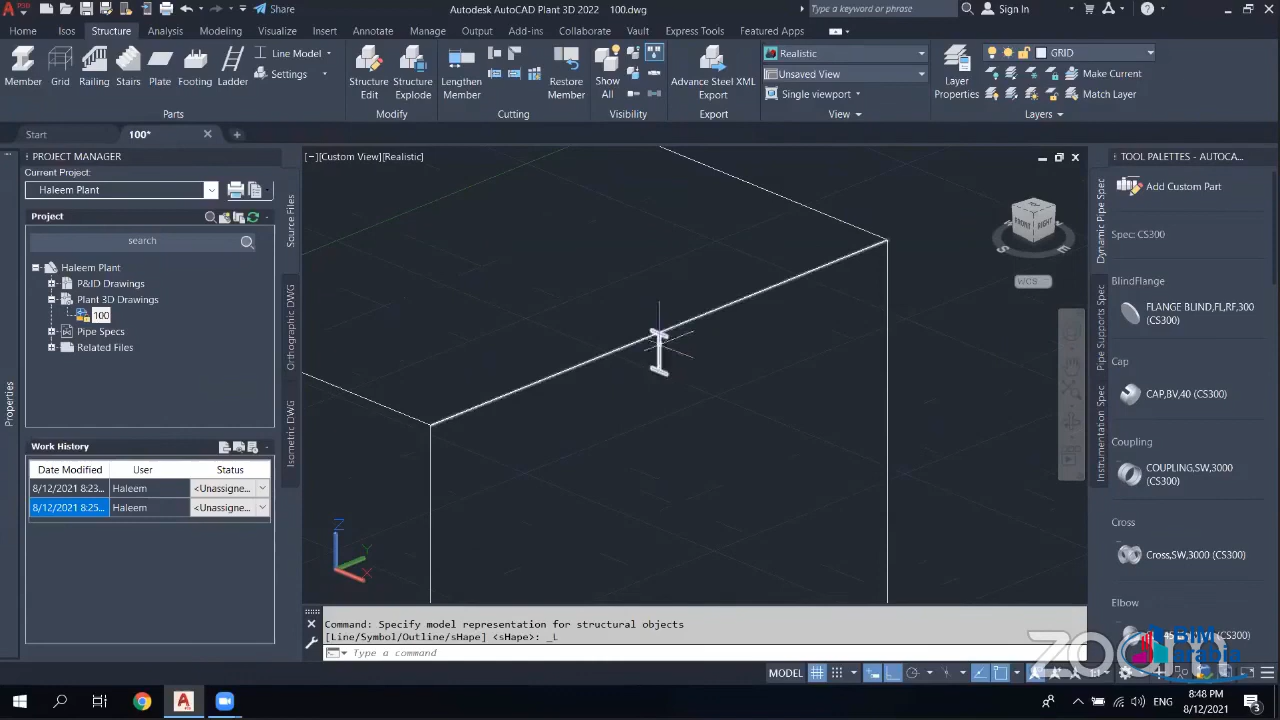 Autodesk AutoCAD Plant 3D 2022    100.dwg
Share
Type a keyword or phrase
Sign In
Home Isos Structure Analysis Modeling Visualize Insert Annotate Manage Output Add-ins Collaborate Vault Express Tools Featured Apps
Member Grid Railing Stairs Plate Footing Ladder
Line Model
Settings
Structure Edit
Structure Explode
Lengthen Member
Restore Member
Show All
Advance Steel XML Export
Realistic
Unsaved View
Single viewport
Layer Properties
GRID
Make Current
Match Layer
Parts Modify Cutting Visibility Export View Layers
Start
100*
PROJECT MANAGER
Current Project:
Haleem Plant
Project
search
Haleem Plant
P&ID Drawings
Plant 3D Drawings
100
Pipe Specs
Related Files
Source Files
Orthographic DWG
Isometric DWG
Properties
Work History
Date Modified User Status
8/12/2021 8:23... Haleem <Unassigne...
8/12/2021 8:25... Haleem <Unassigne...
[−][Custom View][Realistic]
TOP
FRONT
RIGHT
S
E
WCS
Z
Y
X
Command: Specify model representation for structural objects
[Line/Symbol/Outline/sHape] <sHape>: _L
Type a command
MODEL
TOOL PALETTES - AUTOCA...
Dynamic Pipe Spec
Pipe Supports Spec
Instrumentation Spec
Add Custom Part
Spec: CS300
BlindFlange
FLANGE BLIND,FL,RF,300
(CS300)
Cap
CAP,BV,40 (CS300)
Coupling
COUPLING,SW,3000
(CS300)
Cross
Cross,SW,3000 (CS300)
Elbow
zoom
BIM
arabia
ENG
8:48 PM
8/12/2021
3